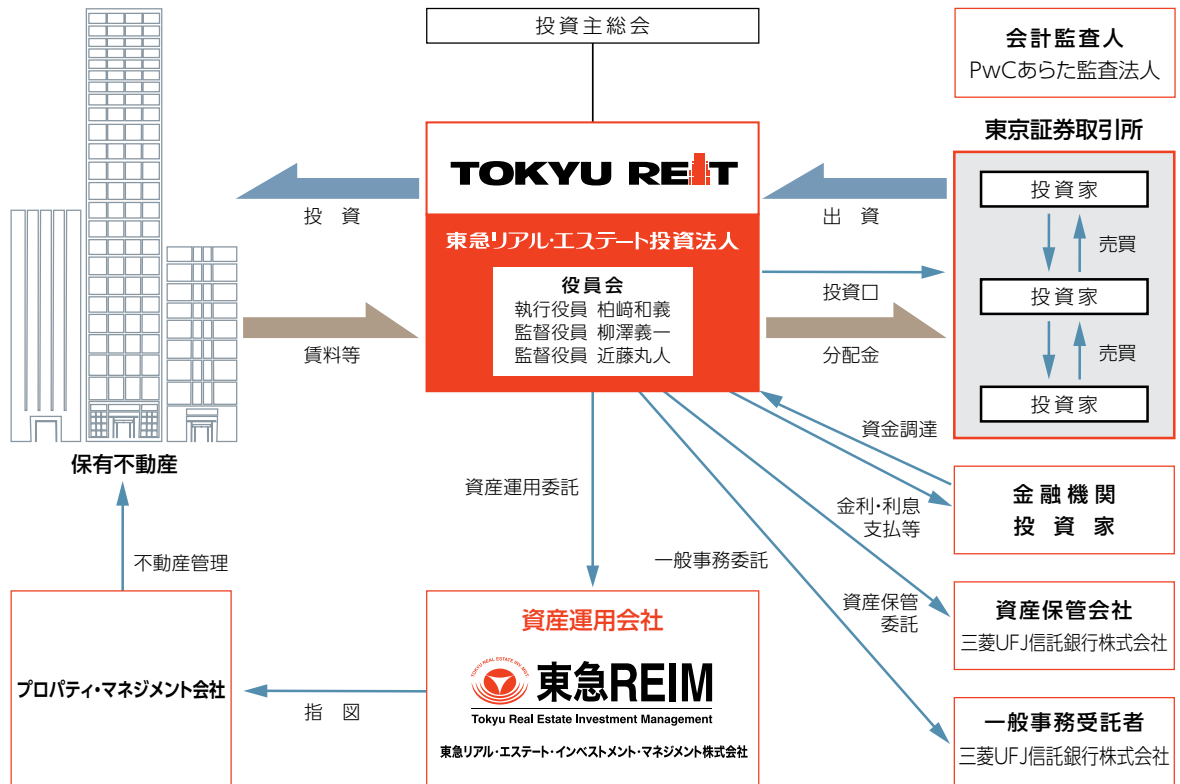 投資主総会
会計監査人
PwCあらた監査法人
東京証券取引所
TOKYU REIT
投資
出資
投資家
売買
東急リアル・エステート投資法人
役員会
執行役員 柏﨑和義
監督役員 柳澤義一
監督役員 近藤丸人
投資口
投資家
賃料等
分配金
売買
投資家
保有不動産
資金調達
資産運用委託
金利・利息
支払等
金融機関
投資家
不動産管理
一般事務委託
資産保管
委託
資産保管会社
三菱UFJ信託銀行株式会社
プロパティ・マネジメント会社
指図
資産運用会社
TOKYU REAL ESTATE INV MGT
東急REIM
Tokyu Real Estate Investment Management
東急リアル・エステート・インベストメント・マネジメント株式会社
一般事務受託者
三菱UFJ信託銀行株式会社